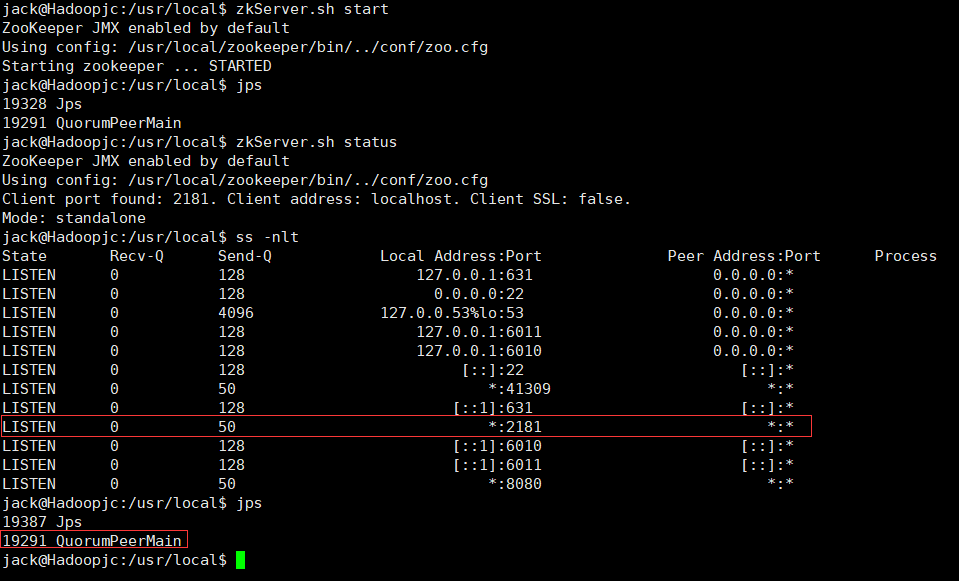 jack@Hadoopjc:/usr/local$ zkServer.sh start
ZooKeeper JMX enabled by default
Using config: /usr/local/zookeeper/bin/../conf/zoo.cfg
Starting zookeeper ... STARTED
jack@Hadoopjc:/usr/local$ jps
19328 Jps
19291 QuorumPeerMain
jack@Hadoopjc:/usr/local$ zkServer.sh status
ZooKeeper JMX enabled by default
Using config: /usr/local/zookeeper/bin/../conf/zoo.cfg
Client port found: 2181. Client address: localhost. Client SSL: false.
Mode: standalone
jack@Hadoopjc:/usr/local$ ss -nlt
State Recv-Q Send-Q Local Address:Port Peer Address:Port Process
LISTEN 0 128 127.0.0.1:631 0.0.0.0:*
LISTEN 0 128 0.0.0.0:22 0.0.0.0:*
LISTEN 0 4096 127.0.0.53%lo:53 0.0.0.0:*
LISTEN 0 128 127.0.0.1:6011 0.0.0.0:*
LISTEN 0 128 127.0.0.1:6010 0.0.0.0:*
LISTEN 0 128 [::]:22 [::]:*
LISTEN 0 50 *:41309 *:*
LISTEN 0 128 [::1]:631 [::]:*
LISTEN 0 50 *:2181 *:*
LISTEN 0 128 [::1]:6010 [::]:*
LISTEN 0 128 [::1]:6011 [::]:*
LISTEN 0 50 *:8080 *:*
jack@Hadoopjc:/usr/local$ jps
19387 Jps
19291 QuorumPeerMain
jack@Hadoopjc:/usr/local$